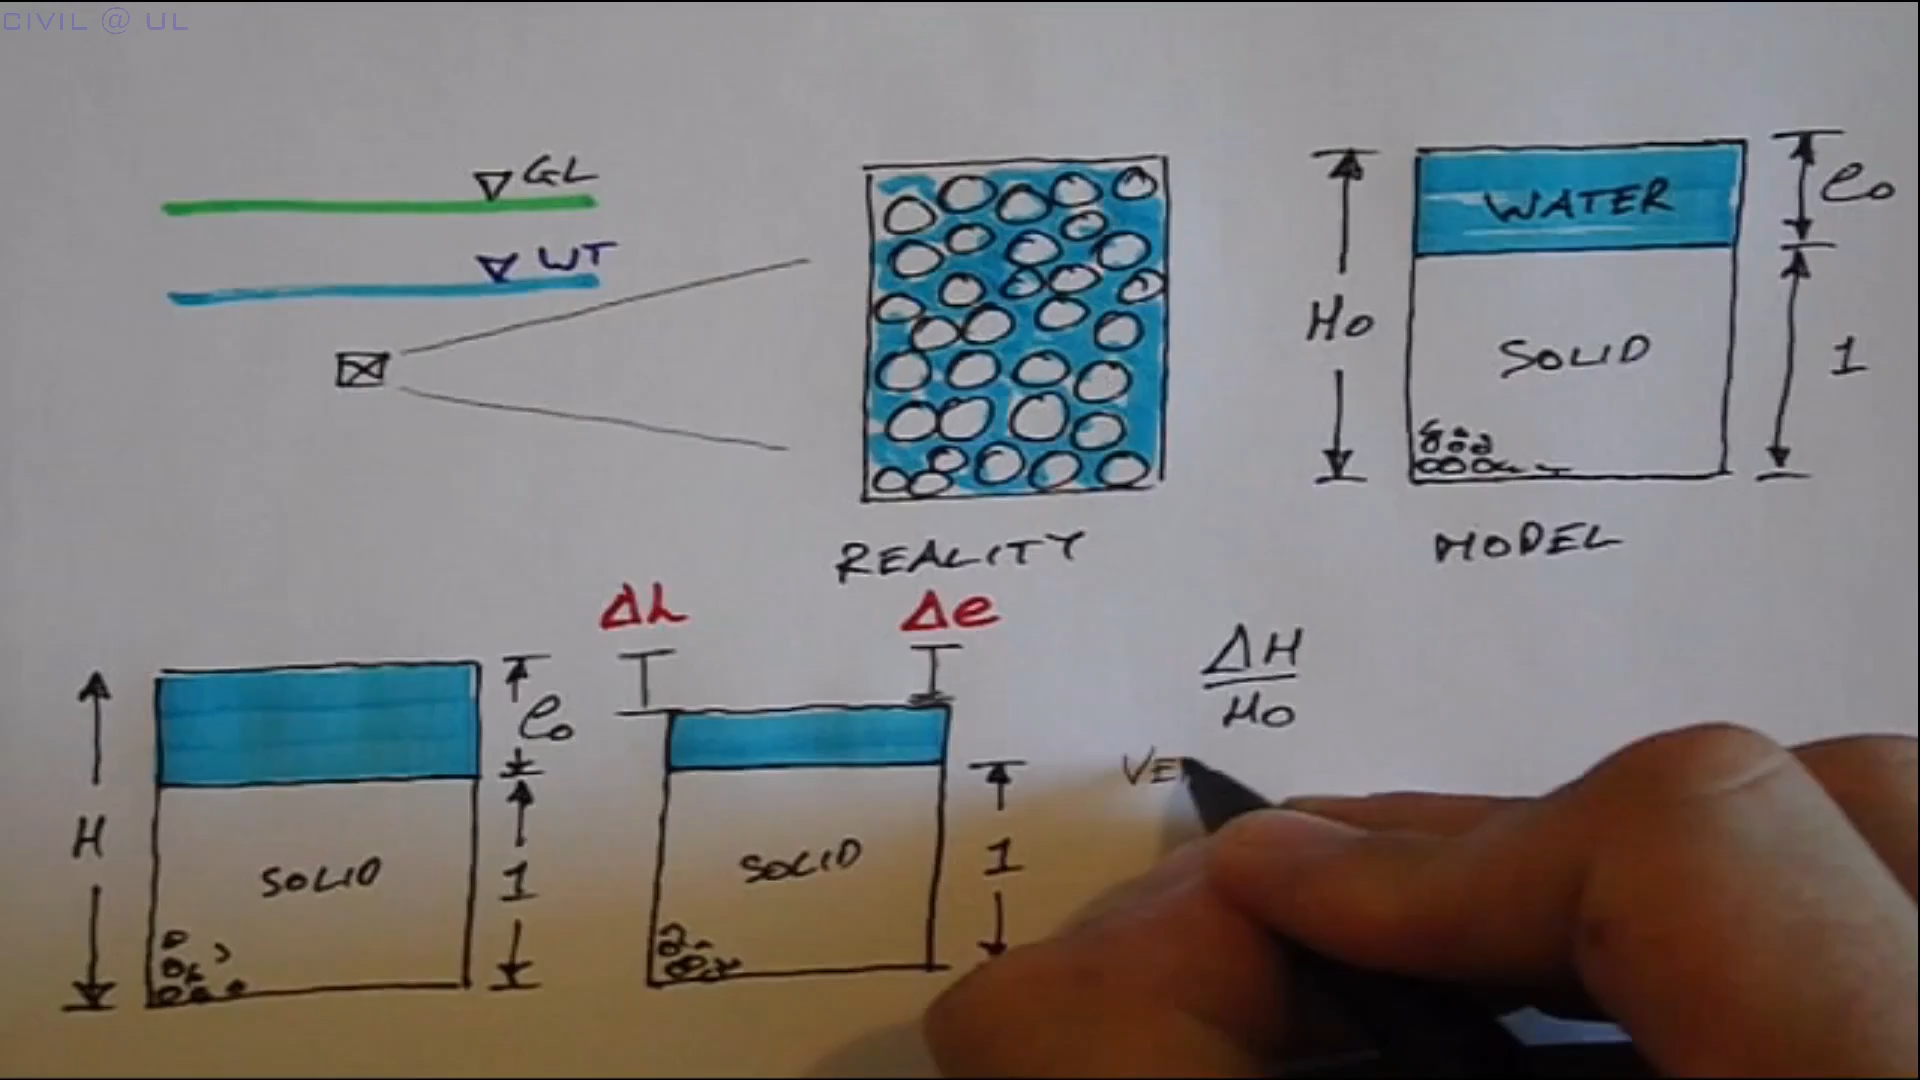 CIVIL @ UL
GL
WT
WATER
e₀
H₀
SOLID
1
REALITY
MODEL
Δh
Δe
ΔH
H₀
e₀
VE
H
SOLID
1
SOLID
1